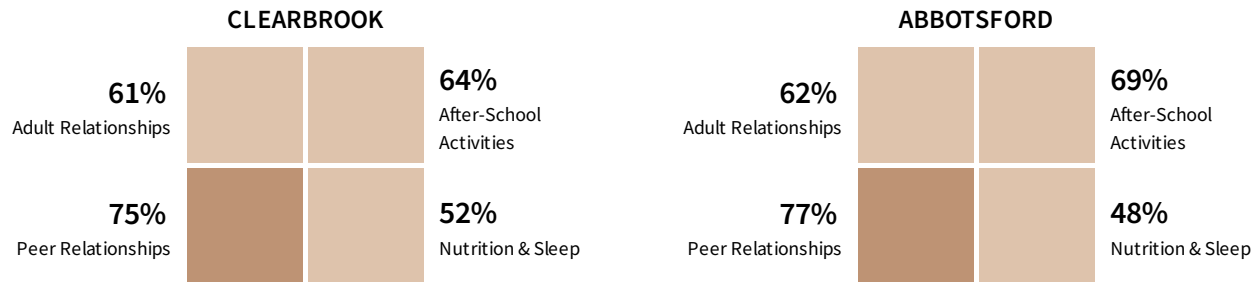 CLEARBROOK
61%
Adult Relationships
64%
After-School
Activities
75%
Peer Relationships
52%
Nutrition & Sleep
ABBOTSFORD
62%
Adult Relationships
69%
After-School
Activities
77%
Peer Relationships
48%
Nutrition & Sleep